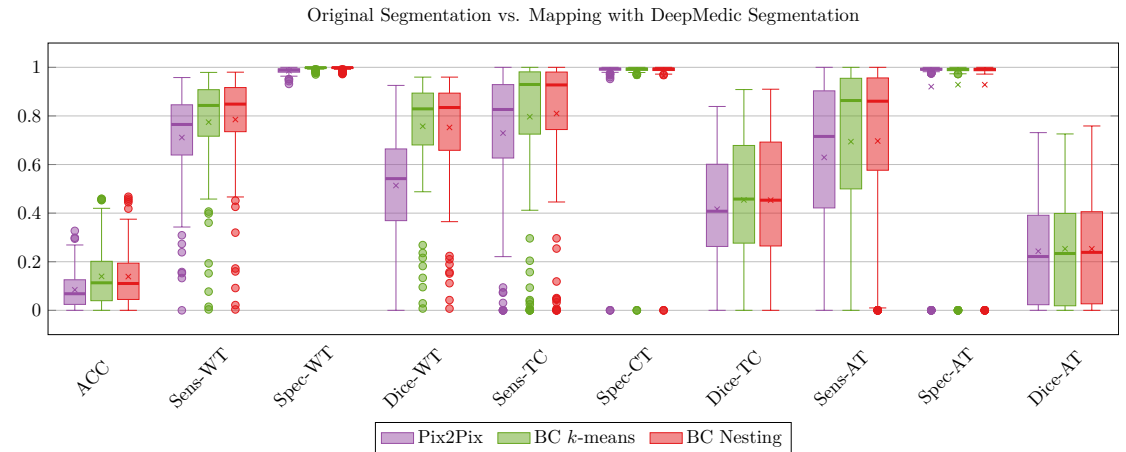 Original Segmentation vs. Mapping with DeepMedic Segmentation
1
0.8
0.6
0.4
0.2
0
ACC
Sens-WT
Spec-WT
Dice-WT
Sens-TC
Spec-CT
Dice-TC
Sens-AT
Spec-AT
Dice-AT
Pix2Pix BC k-means BC Nesting